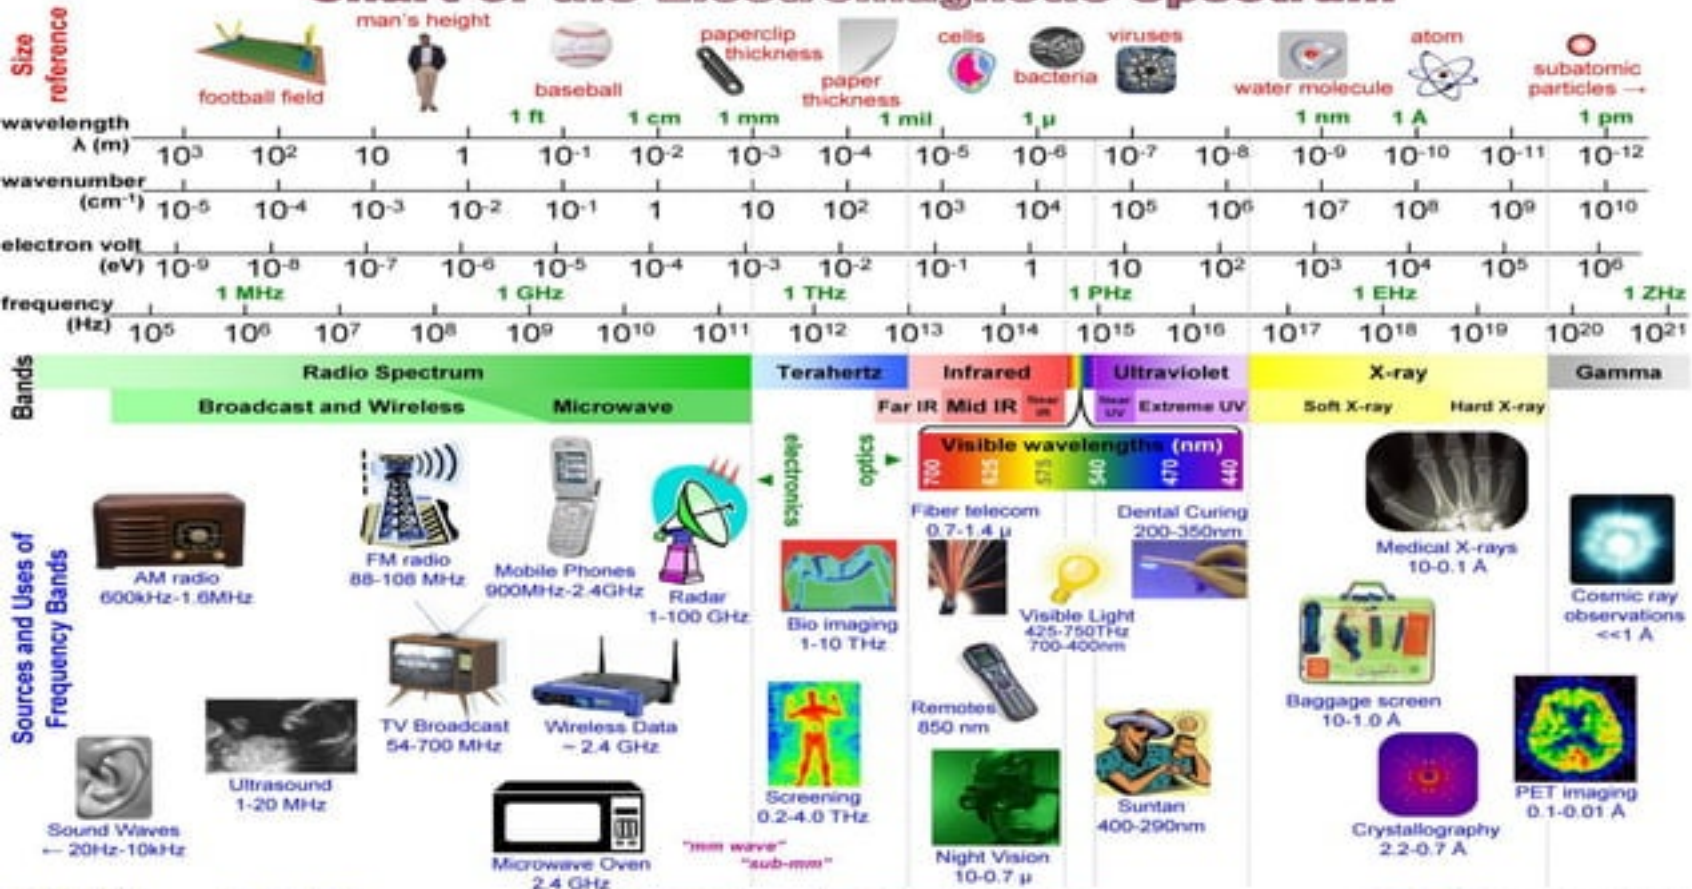 Chart of the Electromagnetic Spectrum
Size reference
football field
man's height
baseball
paperclip thickness
paper thickness
cells
bacteria
viruses
water molecule
atom
subatomic particles →
1 ft 1 cm 1 mm 1 mil 1 µ 1 nm 1 Å 1 pm
wavelength λ (m)
10³ 10² 10 1 10⁻¹ 10⁻² 10⁻³ 10⁻⁴ 10⁻⁵ 10⁻⁶ 10⁻⁷ 10⁻⁸ 10⁻⁹ 10⁻¹⁰ 10⁻¹¹ 10⁻¹²
wavenumber (cm⁻¹)
10⁻⁵ 10⁻⁴ 10⁻³ 10⁻² 10⁻¹ 1 10 10² 10³ 10⁴ 10⁵ 10⁶ 10⁷ 10⁸ 10⁹ 10¹⁰
electron volt (eV)
10⁻⁹ 10⁻⁸ 10⁻⁷ 10⁻⁶ 10⁻⁵ 10⁻⁴ 10⁻³ 10⁻² 10⁻¹ 1 10 10² 10³ 10⁴ 10⁵ 10⁶
1 MHz 1 GHz 1 THz 1 PHz 1 EHz 1 ZHz
frequency (Hz)
10⁵ 10⁶ 10⁷ 10⁸ 10⁹ 10¹⁰ 10¹¹ 10¹² 10¹³ 10¹⁴ 10¹⁵ 10¹⁶ 10¹⁷ 10¹⁸ 10¹⁹ 10²⁰ 10²¹
Bands
Radio Spectrum Terahertz Infrared Ultraviolet X-ray Gamma
Broadcast and Wireless Microwave Far IR Mid IR Near IR Near UV Extreme UV Soft X-ray Hard X-ray
electronics
optics
Visible wavelengths (nm)
700 625 575 540 470 440
Sources and Uses of
Frequency Bands
AM radio
600kHz-1.6MHz
FM radio
88-108 MHz
Mobile Phones
900MHz-2.4GHz
Radar
1-100 GHz
Bio imaging
1-10 THz
Fiber telecom
0.7-1.4 µ
Visible Light
425-750THz
700-400nm
Dental Curing
200-350nm
Medical X-rays
10-0.1 Å
Cosmic ray
observations
<<1 Å
Sound Waves
← 20Hz-10kHz
Ultrasound
1-20 MHz
TV Broadcast
54-700 MHz
Wireless Data
~ 2.4 GHz
Microwave Oven
2.4 GHz
"mm wave"
"sub-mm"
Screening
0.2-4.0 THz
Remotes
850 nm
Night Vision
10-0.7 µ
Suntan
400-290nm
Baggage screen
10-1.0 Å
Crystallography
2.2-0.7 Å
PET imaging
0.1-0.01 Å